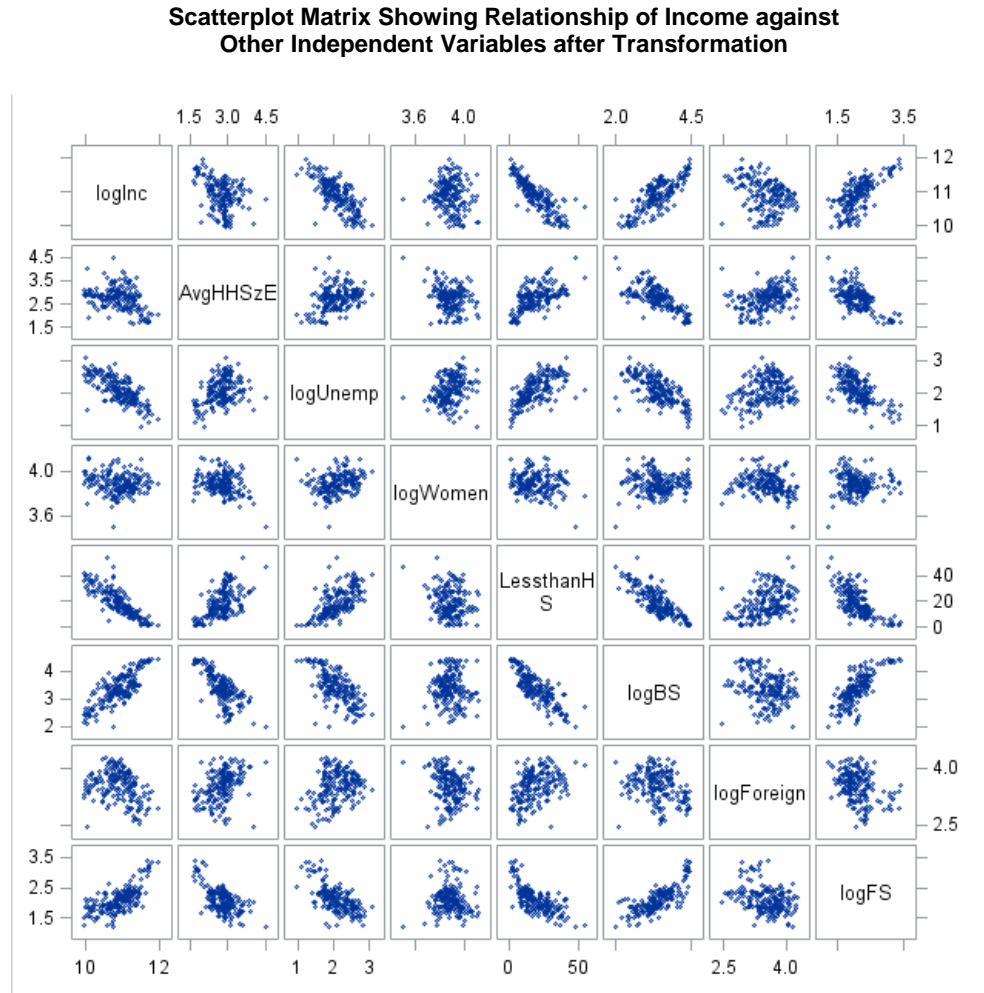 Scatterplot Matrix Showing Relationship of Income against
Other Independent Variables after Transformation
1.5 3.0 4.5 3.6 4.0 2.0 4.5 1.5 3.5
logInc
12
11
10
4.5
3.5
2.5
1.5
AvgHHSzE
logUnemp
3
2
1
4.0
3.6
logWomen
LessthanH
S
40
20
0
4
3
2
logBS
logForeign
4.0
2.5
3.5
2.5
1.5
logFS
10 12 1 2 3 0 50 2.5 4.0